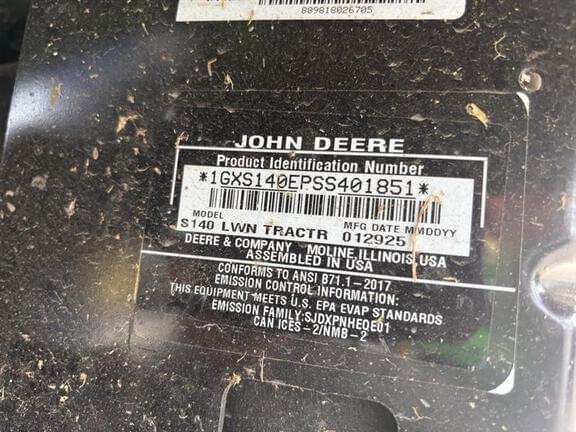 889818026705
JOHN DEERE
Product Identification Number
*1GXS140EPSS401851*
MODEL MFG DATE MMDDYY
S140 LWN TRACTR 012925
DEERE & COMPANY MOLINE, ILLINOIS, USA
ASSEMBLED IN USA
CONFORMS TO ANSI B71.1-2017
EMISSION CONTROL INFORMATION:
THIS EQUIPMENT MEETS U.S. EPA EVAP STANDARDS
EMISSION FAMILY:SJDXPNHEQE01
CAN ICES-2/NMB-2